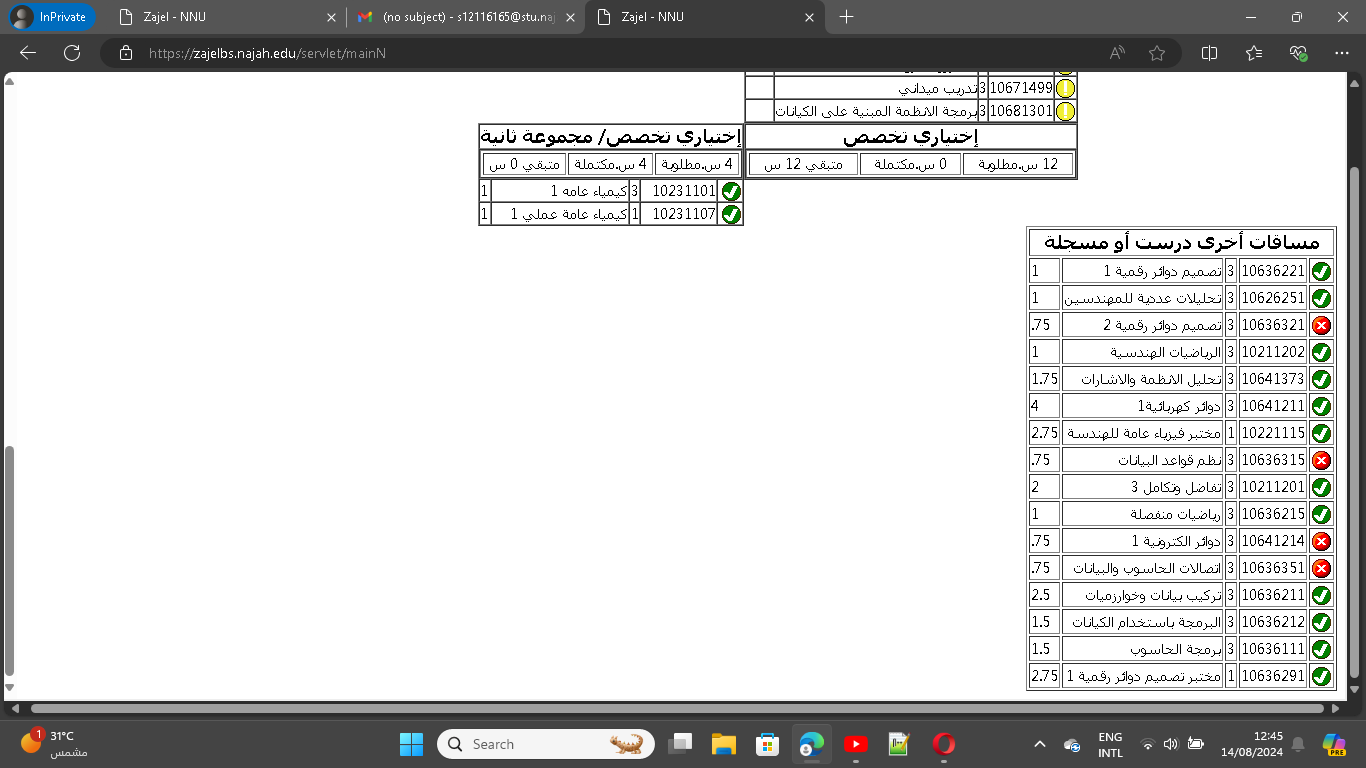 InPrivate
Zajel - NNU
(no subject) - s12116165@stu.naj
Zajel - NNU
https://zajelbs.najah.edu/servlet/mainN
10671499 3 تدريب ميداني
10681301 3 برمجة الانظمة المبنية على الكيانات
إختياري تخصص
12 س.مطلوبة 0 س.مكتملة متبقي 12 س
إختياري تخصص/ مجموعة ثانية
4 س.مطلوبة 4 س.مكتملة متبقي 0 س
10231101 3 كيمياء عامه 1 1
10231107 1 كيمياء عامة عملي 1 1
مساقات أخرى درست أو مسجلة
10636221 3 تصميم دوائر رقمية 1 1
10626251 3 تحليلات عددية للمهندسين 1
10636321 3 تصميم دوائر رقمية 2 .75
10211202 3 الرياضيات الهندسية 1
10641373 3 تحليل الانظمة والاشارات 1.75
10641211 3 دوائر كهربائية1 4
10221115 1 مختبر فيزياء عامة للهندسة 2.75
10636315 3 نظم قواعد البيانات .75
10211201 3 تفاضل وتكامل 3 2
10636215 3 رياضيات منفصلة 1
10641214 3 دوائر الكترونية 1 .75
10636351 3 اتصالات الحاسوب والبيانات .75
10636211 3 تركيب بيانات وخوارزميات 2.5
10636212 3 البرمجة باستخدام الكيانات 1.5
10636111 3 برمجة الحاسوب 1.5
10636291 1 مختبر تصميم دوائر رقمية 1 2.75
1
31°C
مشمس
Search
PRE
ENG
INTL
12:45
14/08/2024